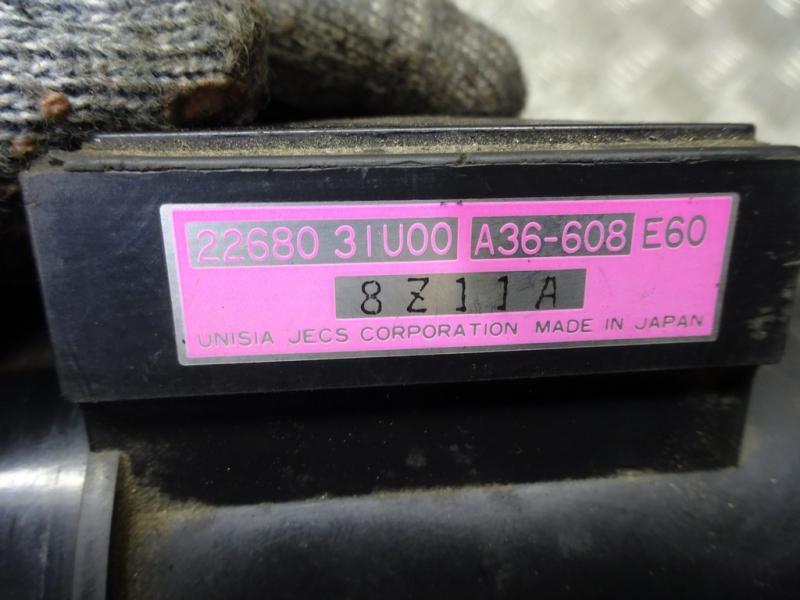 22680 31U00 A36-608 E60
8Z11A
UNISIA JECS CORPORATION MADE IN JAPAN